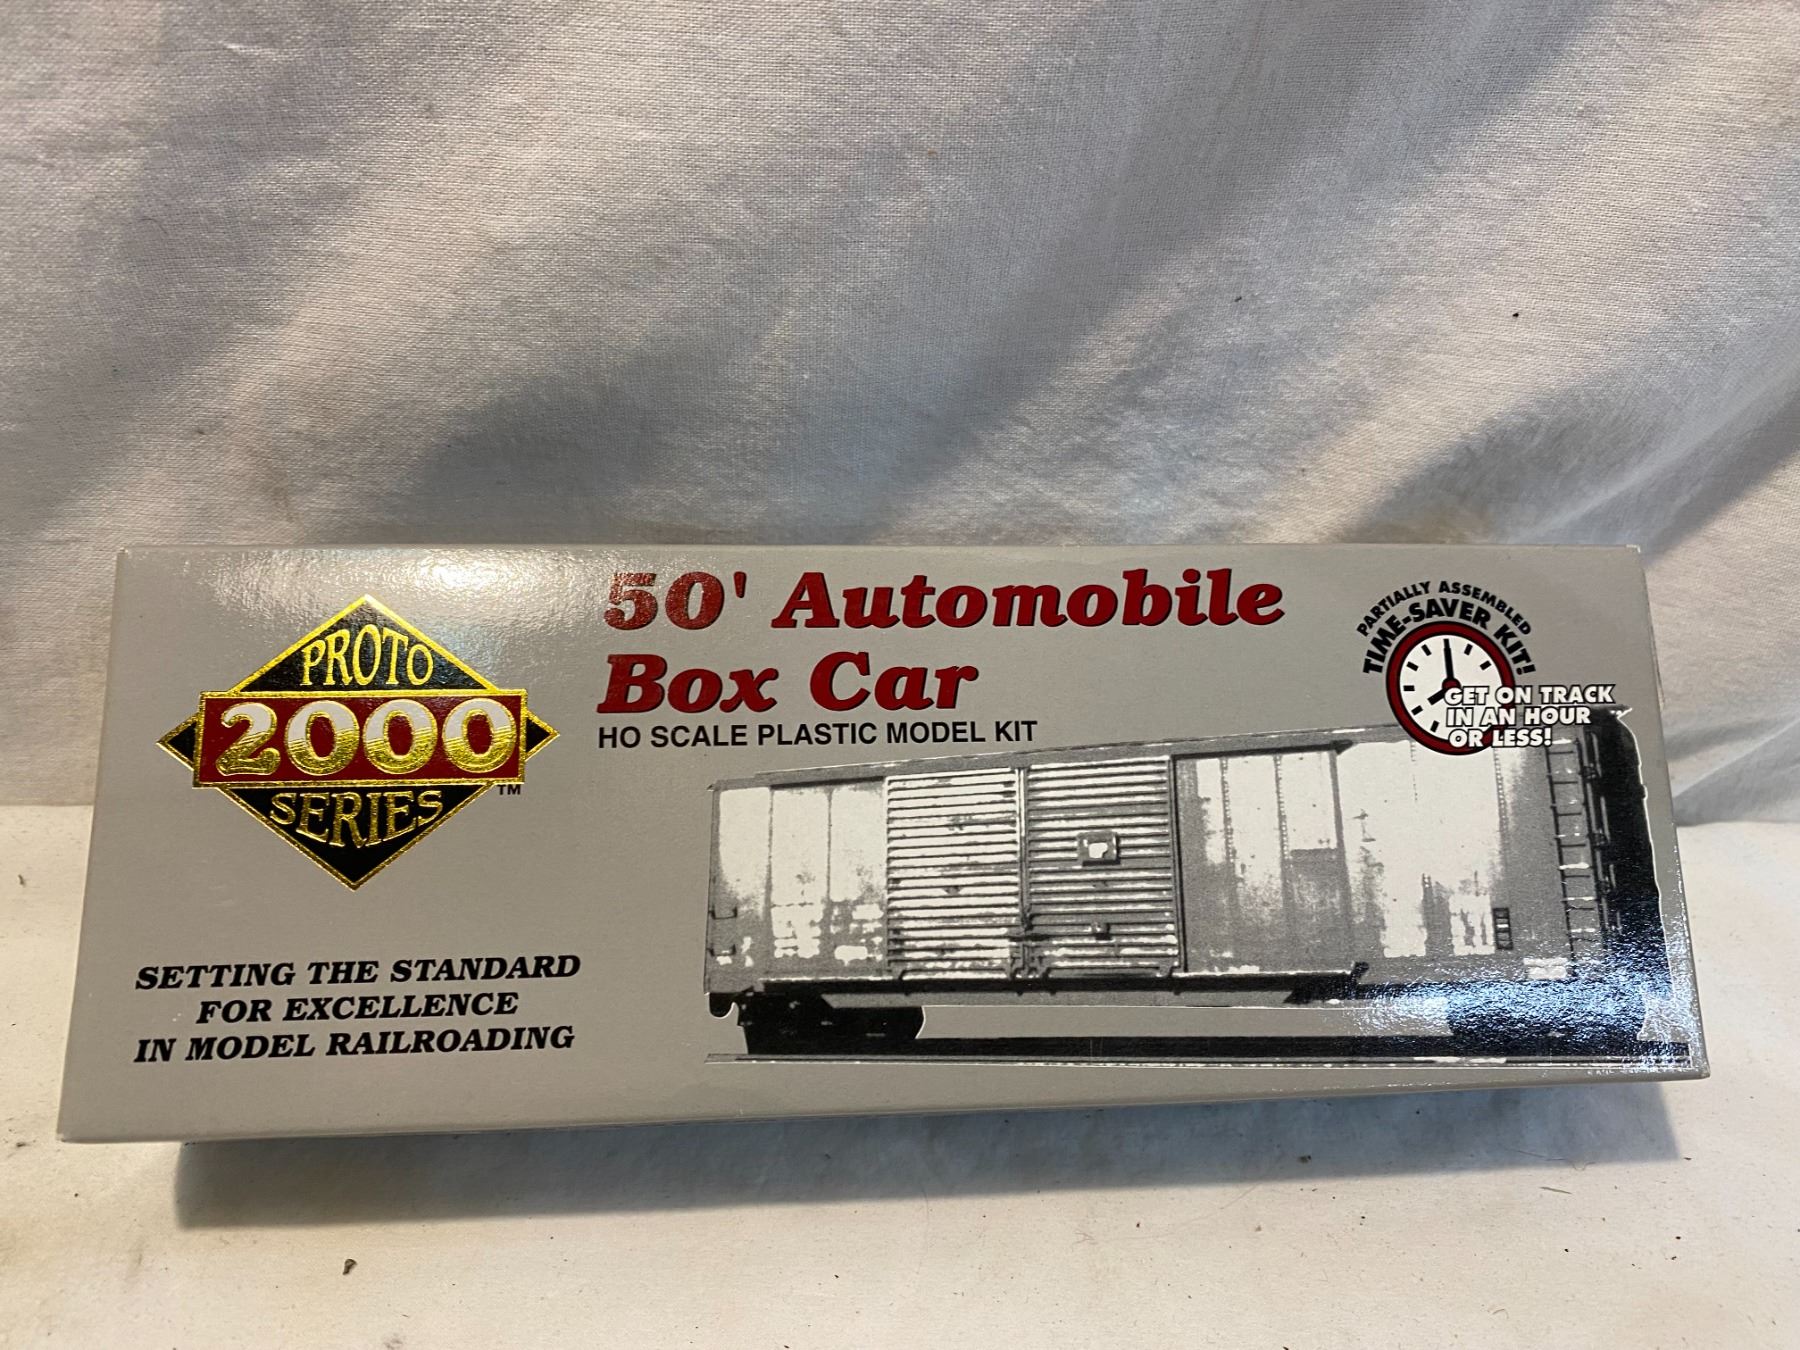 PROTO
2000
SERIES
TM
50' Automobile
Box Car
HO SCALE PLASTIC MODEL KIT
PARTIALLY ASSEMBLED
TIME-SAVER KIT!
GET ON TRACK
IN AN HOUR
OR LESS!
SETTING THE STANDARD
FOR EXCELLENCE
IN MODEL RAILROADING